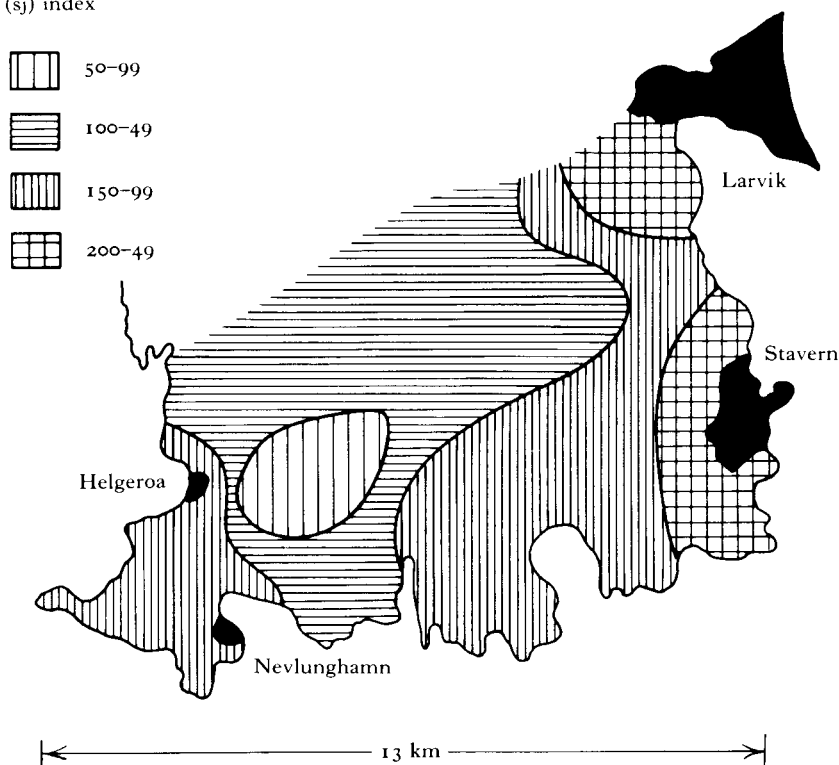 (sj) index
50–99
100–49
150–99
200–49
Larvik
Stavern
Helgeroa
Nevlunghamn
13 km